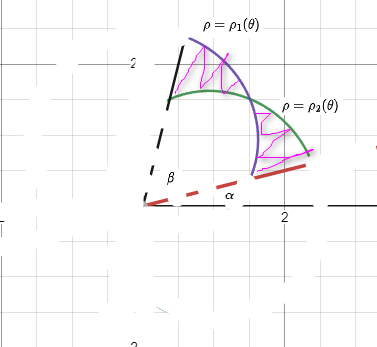 ρ = ρ₁(θ)
2
ρ = ρ₂(θ)
β
α
2